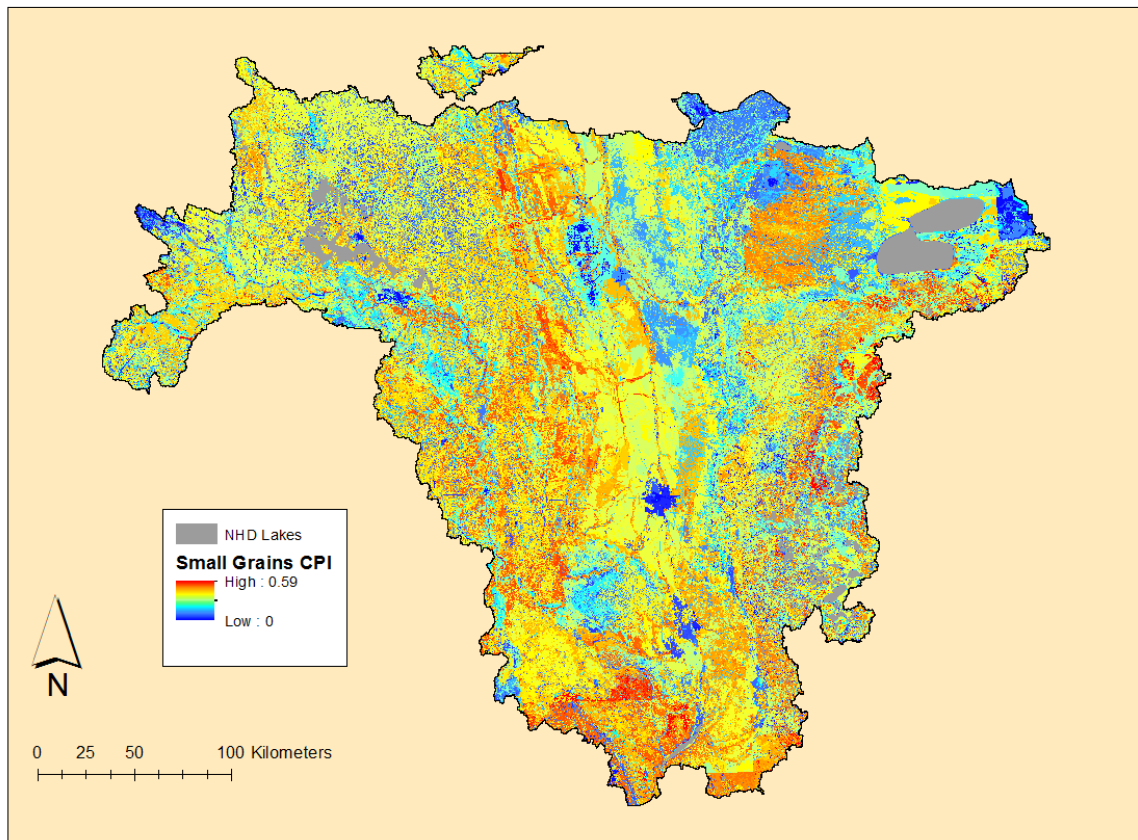 NHD Lakes
Small Grains CPI
High : 0.59
Low : 0
N
0 25 50 100 Kilometers